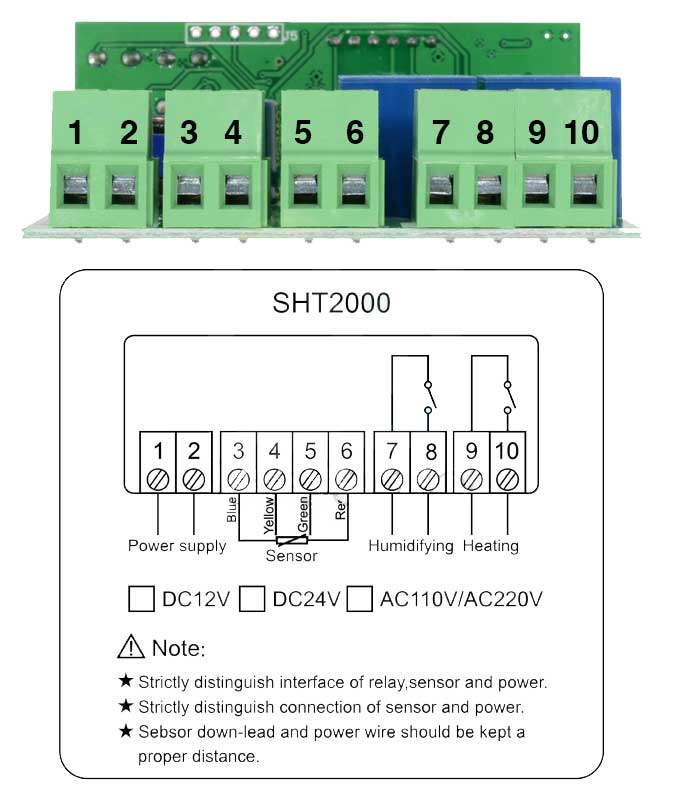 J5
1 2 3 4 5 6 7 8 9 10
SHT2000
1 2 3 4 5 6 7 8 9 10
Blue Yellow Green Re
Power supply Sensor Humidifying Heating
DC12V DC24V AC110V/AC220V
Note:
★ Strictly distinguish interface of relay,sensor and power.
★ Strictly distinguish connection of sensor and power.
★ Sebsor down-lead and power wire should be kept a
proper distance.